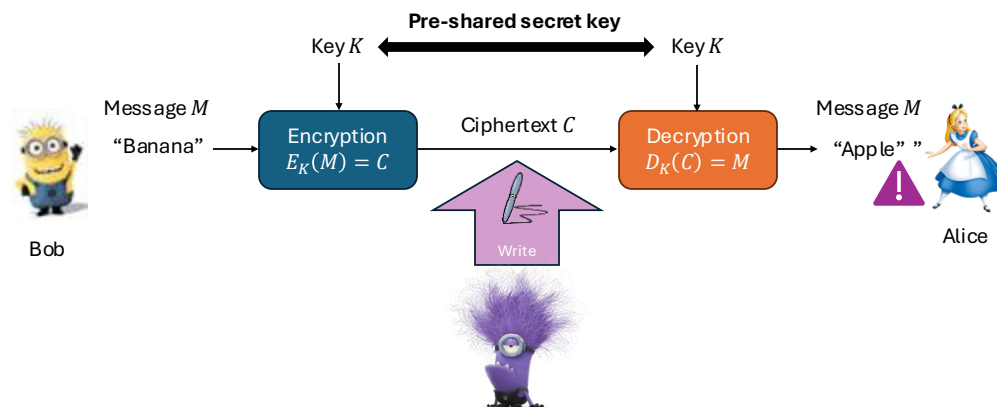 Pre-shared secret key
Key K
Key K
Message M
"Banana"
Encryption
E_K(M) = C
Ciphertext C
Decryption
D_K(C) = M
Message M
"Apple" "
Write
Bob
Alice